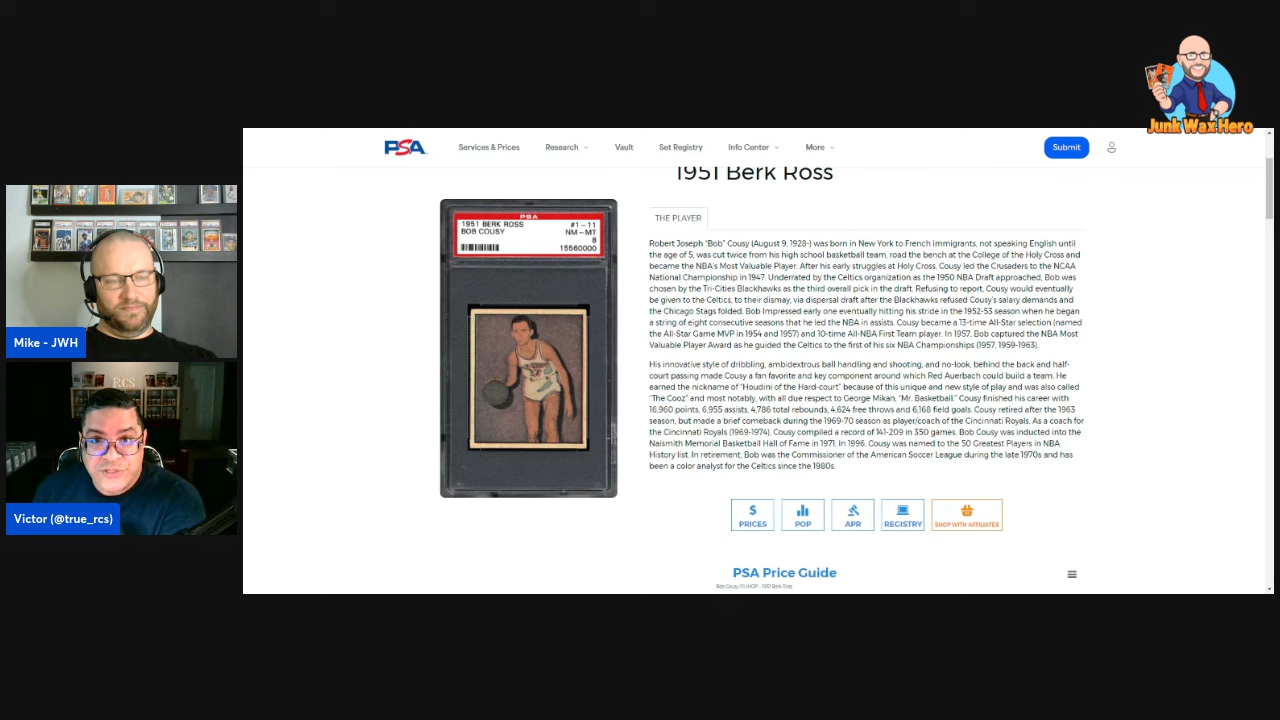 Junk Wax Hero
PSA
Services & Prices
Research
Vault
Set Registry
Info Center
More
Submit
1951 Berk Ross
PSA
1951 BERK ROSS #1 - 11
BOB COUSY NM - MT
8
15560000
THE PLAYER
Robert Joseph "Bob" Cousy (August 9, 1928-) was born in New York to French immigrants, not speaking English until
the age of 5, was cut twice from his high school basketball team, road the bench at the College of the Holy Cross and
became the NBA's Most Valuable Player. After his early struggles at Holy Cross, Cousy led the Crusaders to the NCAA
National Championship in 1947. Underrated by the Celtics organization as the 1950 NBA Draft approached, Bob was
chosen by the Tri-Cities Blackhawks as the third overall pick in the draft. Refusing to report, Cousy would eventually
be given to the Celtics, to their dismay, via dispersal draft after the Blackhawks refused Cousy's salary demands and
the Chicago Stags folded. Bob Impressed early one eventually hitting his stride in the 1952-53 season when he began
a string of eight consecutive seasons that he led the NBA in assists. Cousy became a 13-time All-Star selection (named
the All-Star Game MVP in 1954 and 1957) and 10-time All-NBA First Team player. In 1957, Bob captured the NBA Most
Valuable Player Award as he guided the Celtics to the first of his six NBA Championships (1957, 1959-1963).
His innovative style of dribbling, ambidextrous ball handling and shooting, and no-look, behind the back and half-
court passing made Cousy a fan favorite and key component around which Red Auerbach could build a team. He
earned the nickname of "Houdini of the Hard-court" because of this unique and new style of play and was also called
"The Cooz" and most notably, with all due respect to George Mikan, "Mr. Basketball." Cousy finished his career with
16,960 points, 6,955 assists, 4,786 total rebounds, 4,624 free throws and 6,168 field goals. Cousy retired after the 1963
season, but made a brief comeback during the 1969-70 season as player/coach of the Cincinnati Royals. As a coach for
the Cincinnati Royals (1969-1974), Cousy compiled a record of 141-209 in 350 games. Bob Cousy was inducted into the
Naismith Memorial Basketball Hall of Fame in 1971. In 1996, Cousy was named to the 50 Greatest Players in NBA
History list. In retirement, Bob was the Commissioner of the American Soccer League during the late 1970s and has
been a color analyst for the Celtics since the 1980s.
PRICES
POP
APR
REGISTRY
SHOP WITH AFFILIATES
PSA Price Guide
Mike - JWH
RCS
Victor (@true_rcs)